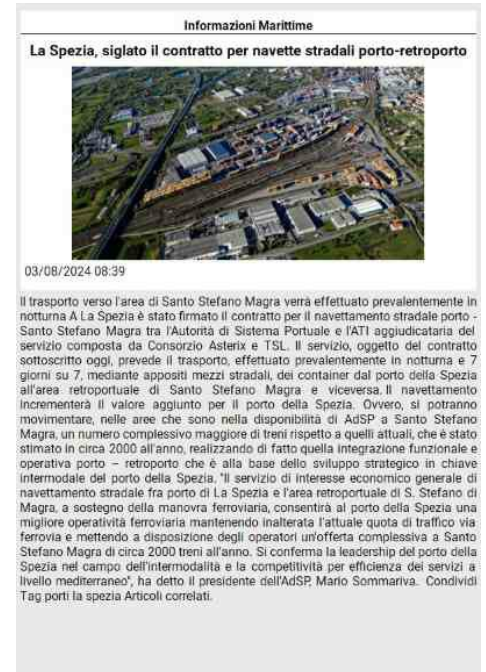 Informazioni Marittime
La Spezia, siglato il contratto per navette stradali porto-retroporto
03/08/2024 08:39
Il trasporto verso l'area di Santo Stefano Magra verrà effettuato prevalentemente in
notturna A La Spezia è stato firmato il contratto per il navettamento stradale porto -
Santo Stefano Magra tra l'Autorità di Sistema Portuale e l'ATI aggiudicataria del
servizio composta da Consorzio Asterix e TSL. Il servizio, oggetto del contratto
sottoscritto oggi, prevede il trasporto, effettuato prevalentemente in notturna e 7
giorni su 7, mediante appositi mezzi stradali, dei container dal porto della Spezia
all'area retroportuale di Santo Stefano Magra e viceversa. Il navettamento
incrementerà il valore aggiunto per il porto della Spezia. Ovvero, si potranno
movimentare, nelle aree che sono nella disponibilità di AdSP a Santo Stefano
Magra, un numero complessivo maggiore di treni rispetto a quelli attuali, che è stato
stimato in circa 2000 all'anno, realizzando di fatto quella integrazione funzionale e
operativa porto – retroporto che è alla base dello sviluppo strategico in chiave
intermodale del porto della Spezia. "Il servizio di interesse economico generale di
navettamento stradale fra porto di La Spezia e l'area retroportuale di S. Stefano di
Magra, a sostegno della manovra ferroviaria, consentirà al porto della Spezia una
migliore operatività ferroviaria mantenendo inalterata l'attuale quota di traffico via
ferrovia e mettendo a disposizione degli operatori un'offerta complessiva a Santo
Stefano Magra di circa 2000 treni all'anno. Si conferma la leadership del porto della
Spezia nel campo dell'intermodalità e la competitività per efficienza dei servizi a
livello mediterraneo", ha detto il presidente dell'AdSP, Mario Sommariva. Condividi
Tag porti la spezia Articoli correlati.